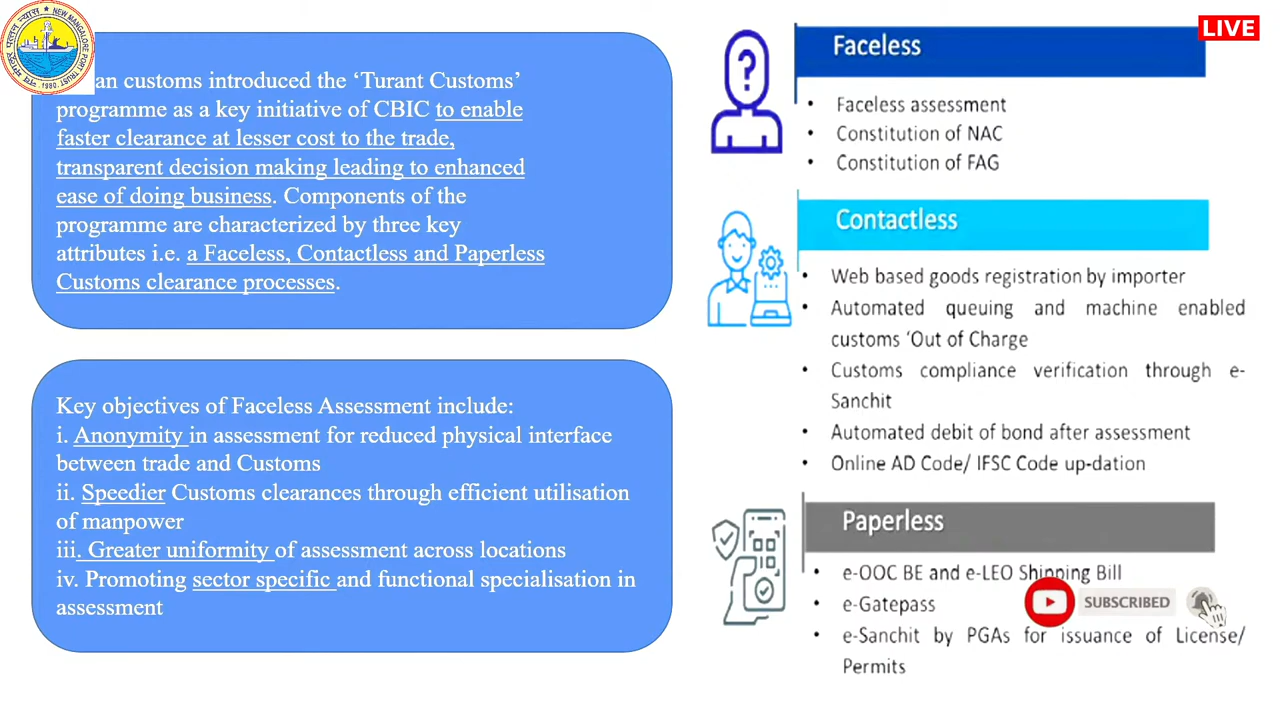 NEW MANGALORE PORT TRUST
1980
LIVE
an customs introduced the ‘Turant Customs’
programme as a key initiative of CBIC to enable
faster clearance at lesser cost to the trade,
transparent decision making leading to enhanced
ease of doing business. Components of the
programme are characterized by three key
attributes i.e. a Faceless, Contactless and Paperless
Customs clearance processes.
Key objectives of Faceless Assessment include:
i. Anonymity in assessment for reduced physical interface
between trade and Customs
ii. Speedier Customs clearances through efficient utilisation
of manpower
iii. Greater uniformity of assessment across locations
iv. Promoting sector specific and functional specialisation in
assessment
Faceless
• Faceless assessment
• Constitution of NAC
• Constitution of FAG
Contactless
• Web based goods registration by importer
• Automated queuing and machine enabled
customs ‘Out of Charge
• Customs compliance verification through e-
Sanchit
• Automated debit of bond after assessment
• Online AD Code/ IFSC Code up-dation
Paperless
• e-OOC BE and e-LEO Shipping Bill
• e-Gatepass
• e-Sanchit by PGAs for issuance of License/
Permits
SUBSCRIBED